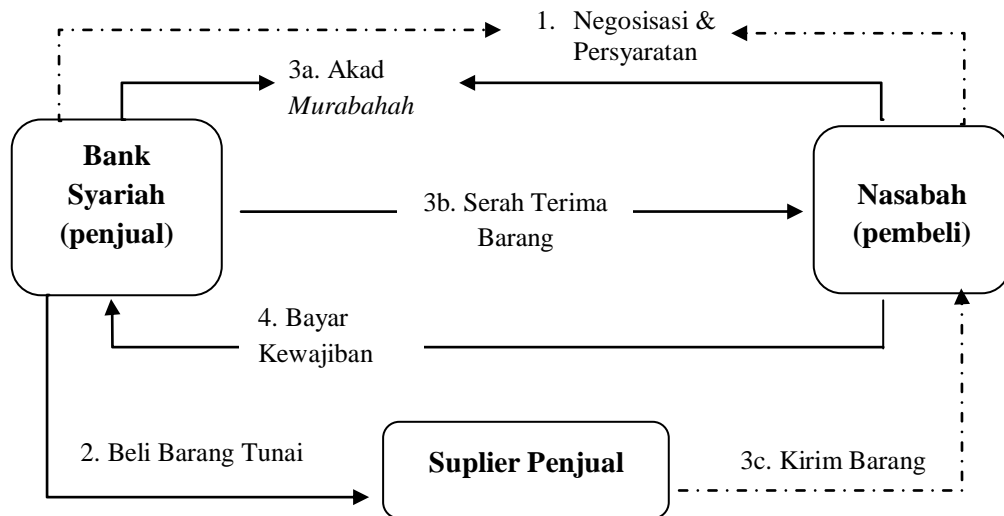 1. Negosisasi &
Persyaratan
3a. Akad
Murabahah
Bank
Syariah
(penjual)
3b. Serah Terima
Barang
Nasabah
(pembeli)
4. Bayar
Kewajiban
2. Beli Barang Tunai
Suplier Penjual
3c. Kirim Barang